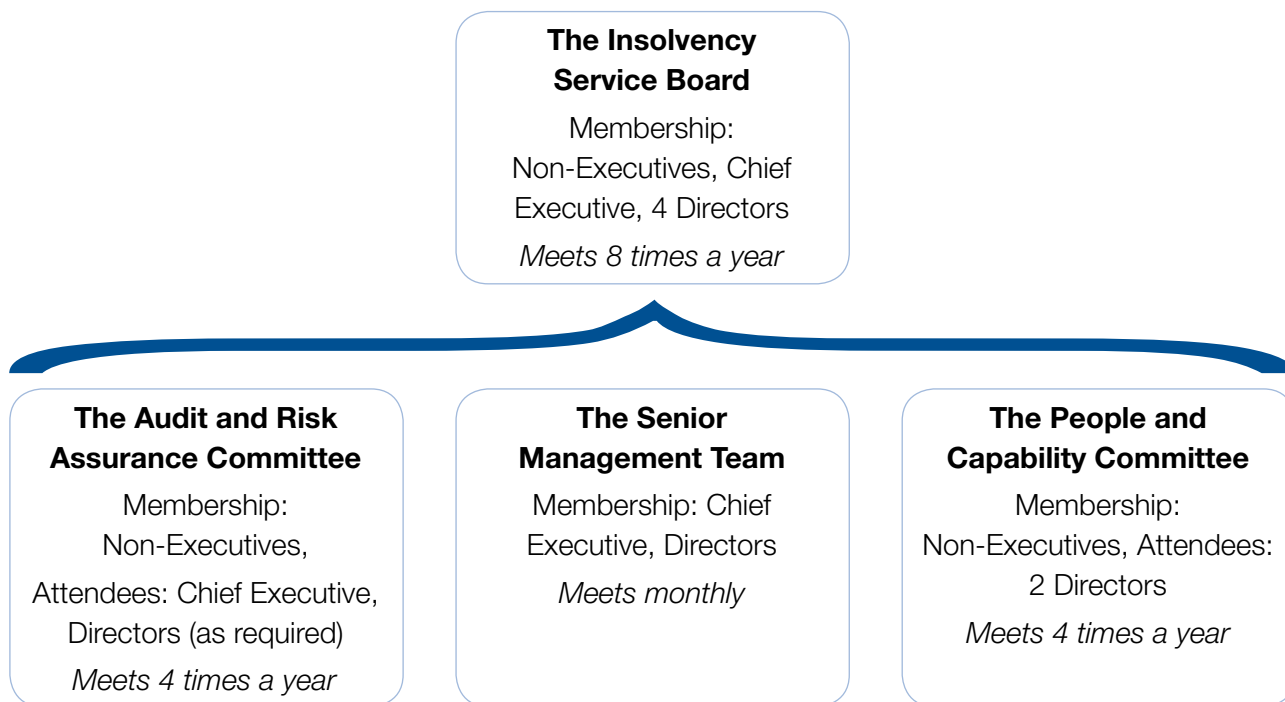 The Insolvency
Service Board
Membership:
Non-Executives, Chief
Executive, 4 Directors
Meets 8 times a year
The Audit and Risk
Assurance Committee
Membership:
Non-Executives,
Attendees: Chief Executive,
Directors (as required)
Meets 4 times a year
The Senior
Management Team
Membership: Chief
Executive, Directors
Meets monthly
The People and
Capability Committee
Membership:
Non-Executives, Attendees:
2 Directors
Meets 4 times a year